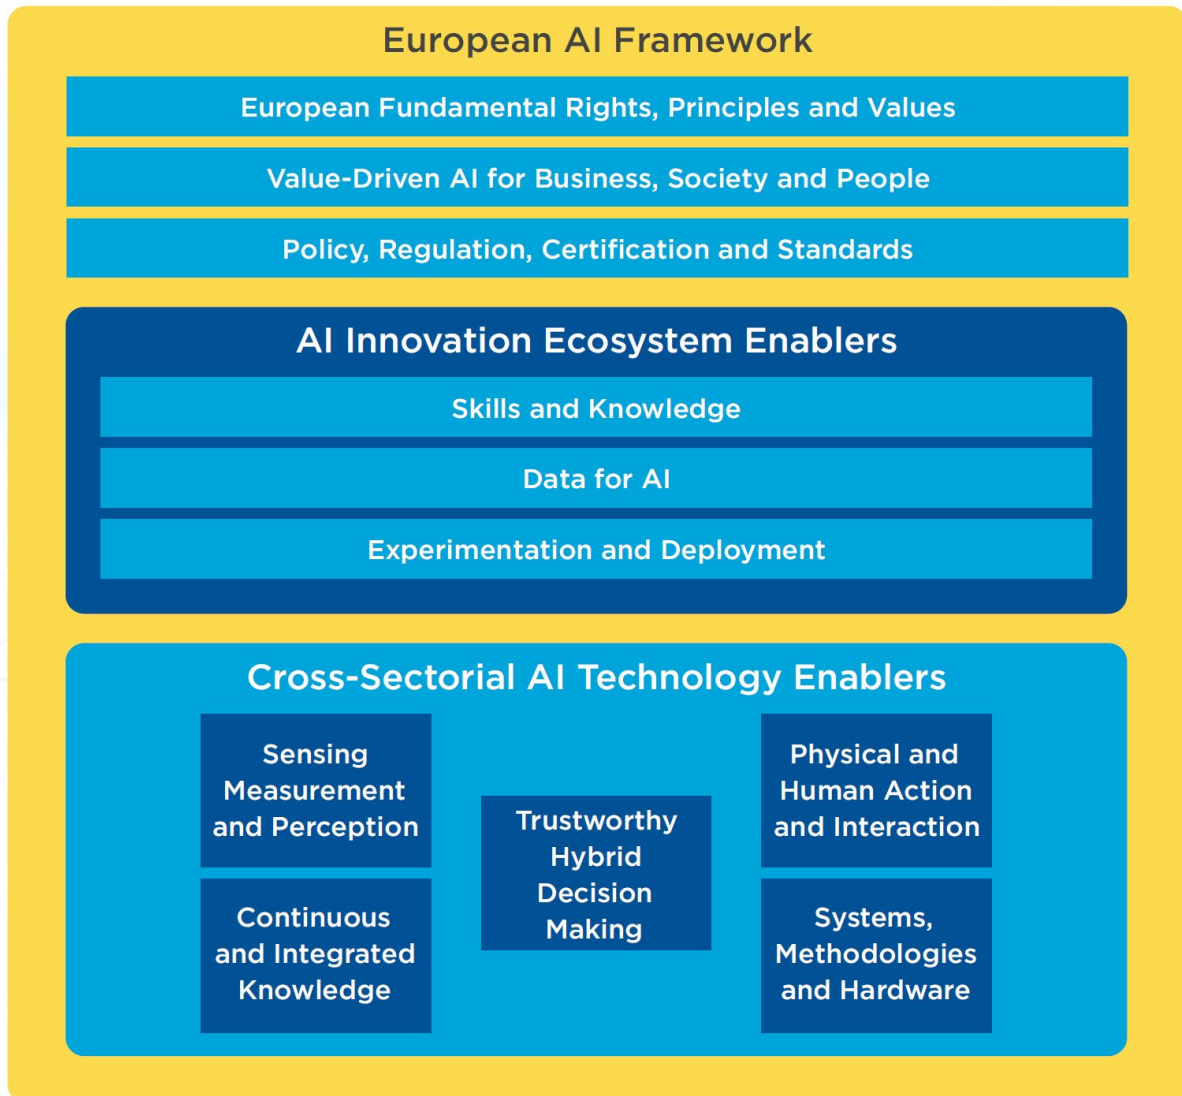 European AI Framework
European Fundamental Rights, Principles and Values
Value-Driven AI for Business, Society and People
Policy, Regulation, Certification and Standards
AI Innovation Ecosystem Enablers
Skills and Knowledge
Data for AI
Experimentation and Deployment
Cross-Sectorial AI Technology Enablers
Sensing
Measurement
and Perception
Continuous
and Integrated
Knowledge
Trustworthy
Hybrid
Decision
Making
Physical and
Human Action
and Interaction
Systems,
Methodologies
and Hardware